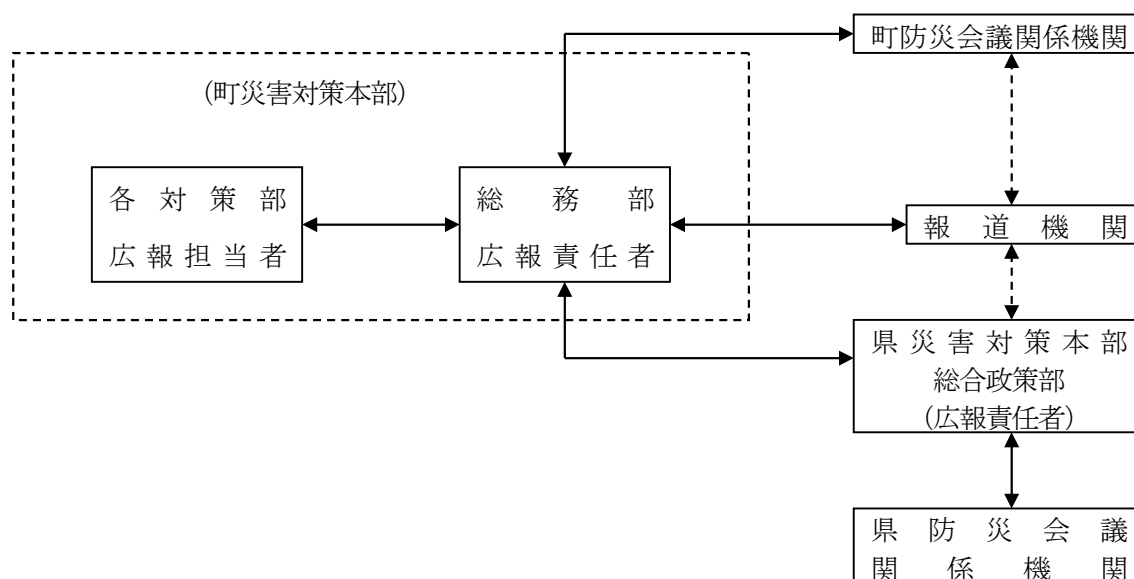 町防災会議関係機関
(町災害対策本部)
各対策部
広報担当者
総務部
広報責任者
報道機関
県災害対策本部
総合政策部
(広報責任者)
県防災会議
関係機関